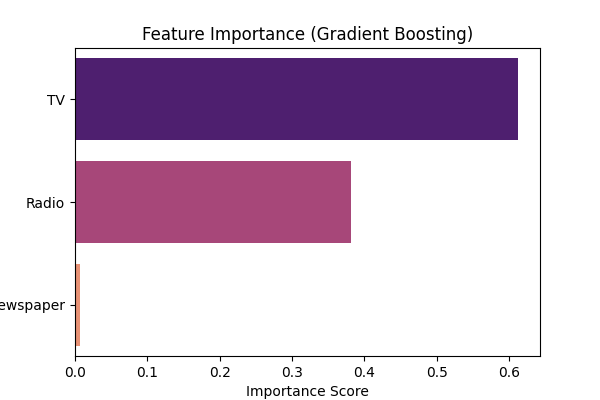 Feature Importance (Gradient Boosting)
TV
Radio
ewspaper
0.0 0.1 0.2 0.3 0.4 0.5 0.6
Importance Score